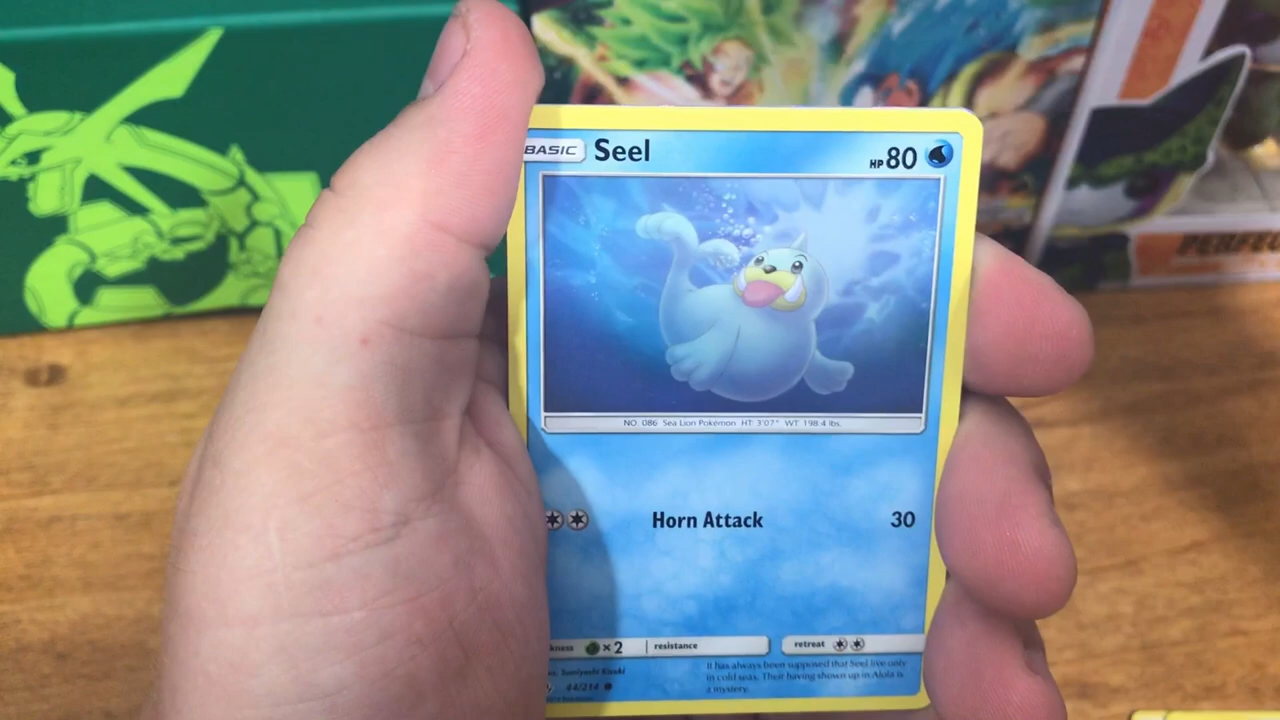 BASIC Seel HP 80
NO. 086 Sea Lion Pokémon HT: 3'07" WT: 198.4 lbs.
Horn Attack 30
kness ×2 resistance retreat
It has always been supposed that Seel live only
in cold seas. Their having shown up in Alola is
a mystery.
44/214
PERFEC